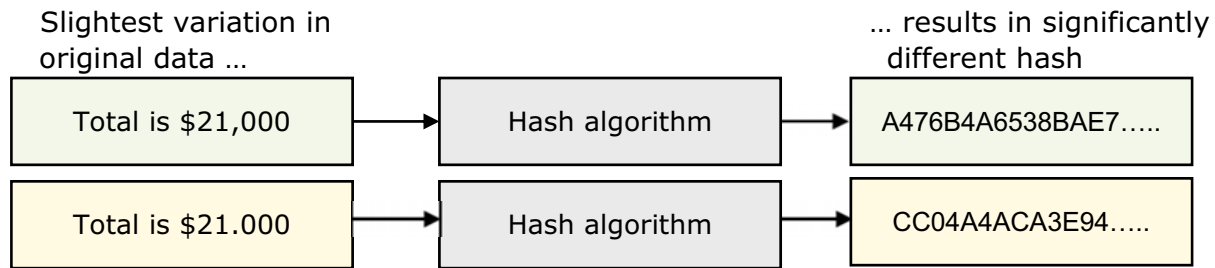 Slightest variation in
original data …
… results in significantly
different hash
Total is $21,000
Hash algorithm
A476B4A6538BAE7…..
Total is $21.000
Hash algorithm
CC04A4ACA3E94…..